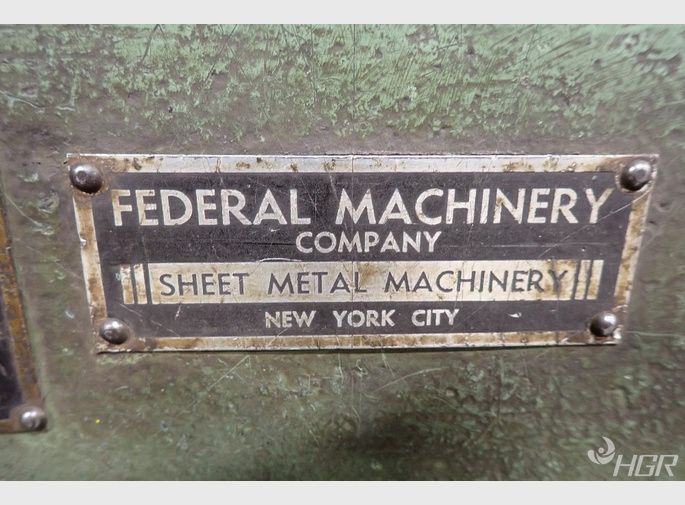 FEDERAL MACHINERY
COMPANY
SHEET METAL MACHINERY
NEW YORK CITY
HGR